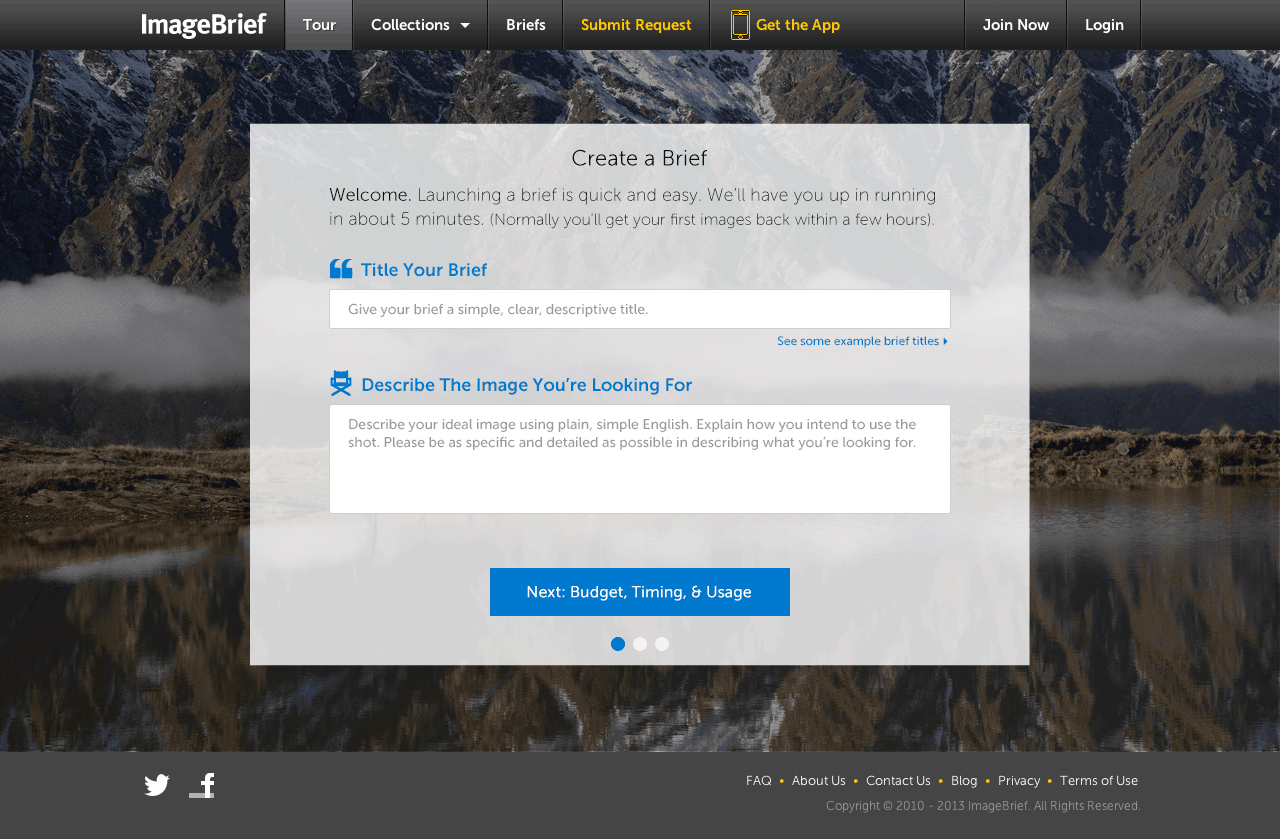 ImageBrief
Tour
Collections
Briefs
Submit Request
Get the App
Join Now
Login
Create a Brief
Welcome. Launching a brief is quick and easy. We'll have you up in running
in about 5 minutes. (Normally you'll get your first images back within a few hours).
Title Your Brief
Give your brief a simple, clear, descriptive title.
See some example brief titles
Describe The Image You're Looking For
Describe your ideal image using plain, simple English. Explain how you intend to use the
shot. Please be as specific and detailed as possible in describing what you're looking for.
Next: Budget, Timing, & Usage
FAQ • About Us • Contact Us • Blog • Privacy • Terms of Use
Copyright © 2010 - 2013 ImageBrief. All Rights Reserved.